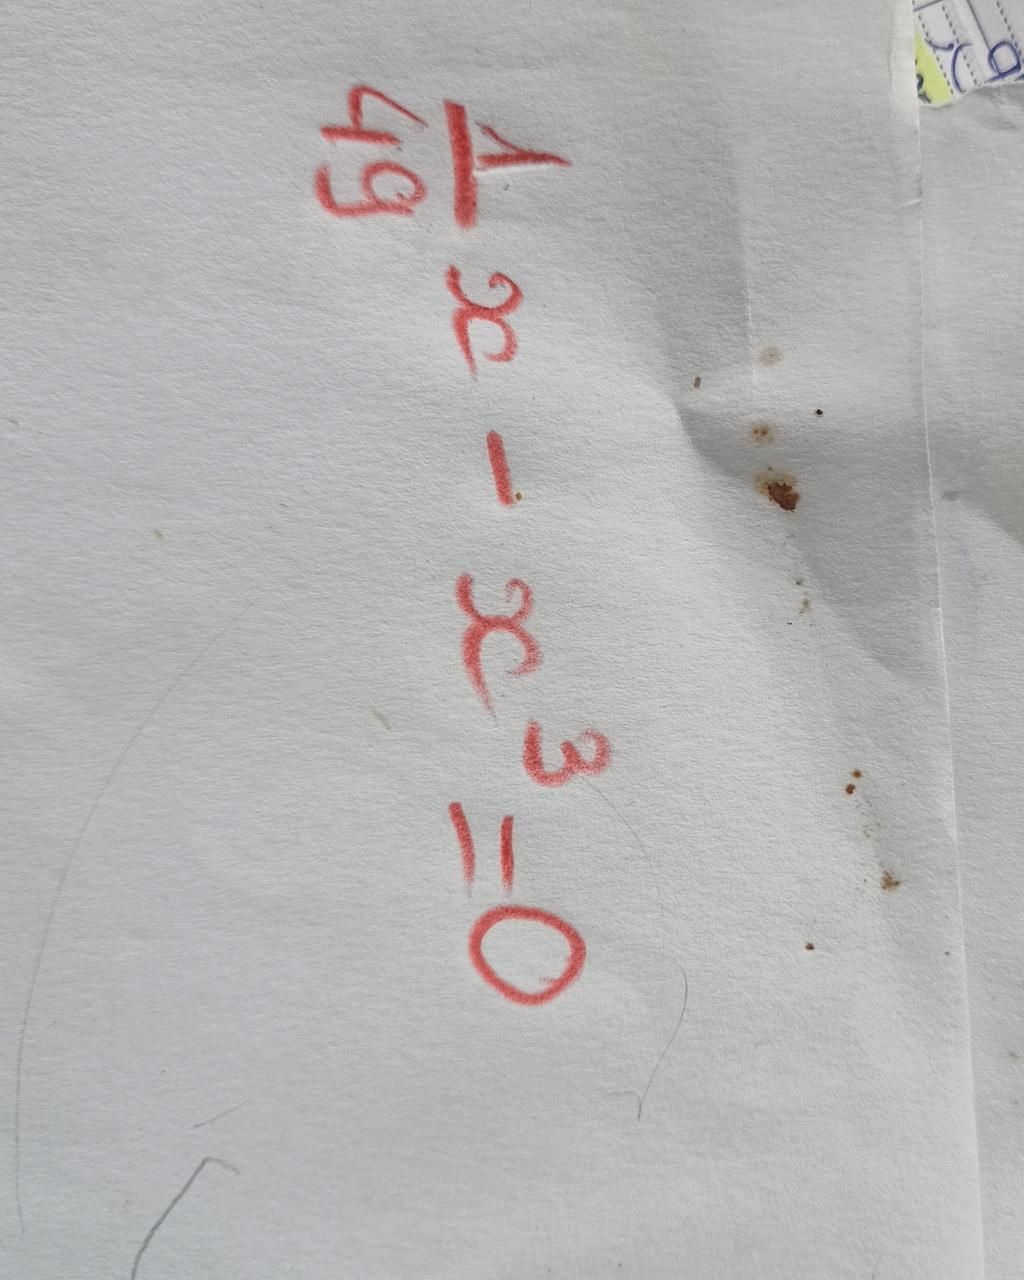 1/49 x - x³ = 0